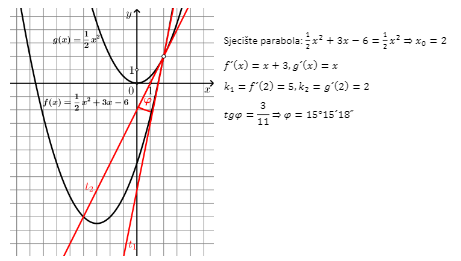 y
g(x) = 1/2 x²
1
1
x
φ
f(x) = 1/2 x² + 3x − 6
t₂
t₁
Sjecište parabola: 1/2 x² + 3x − 6 = 1/2 x² ⇒ x₀ = 2
f´(x) = x + 3, g´(x) = x
k₁ = f´(2) = 5, k₂ = g´(2) = 2
tgφ = 3/11 ⇒ φ = 15°15´18˝